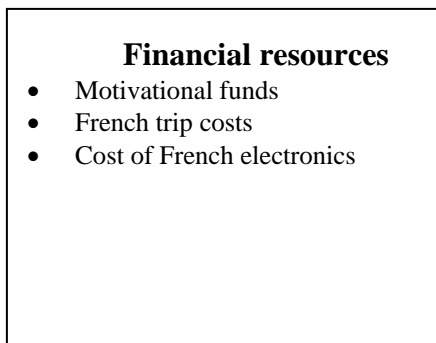 Financial resources
• Motivational funds
• French trip costs
• Cost of French electronics